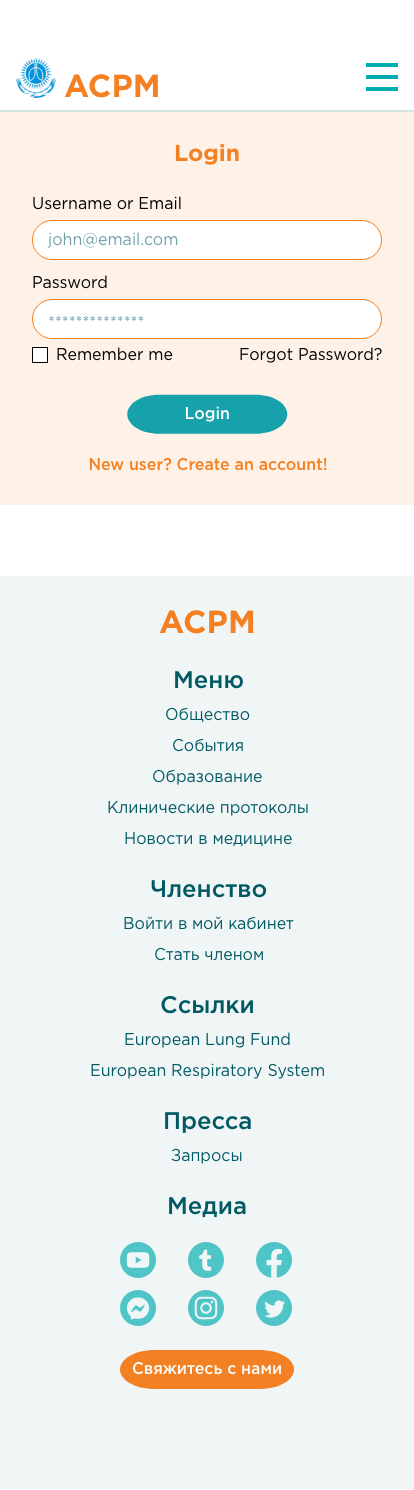 ACPM
Login
Username or Email
john@email.com
Password
**************
Remember me
Forgot Password?
Login
New user? Create an account!
ACPM
Меню
Общество
События
Образование
Клинические протоколы
Новости в медицине
Членство
Войти в мой кабинет
Стать членом
Ссылки
European Lung Fund
European Respiratory System
Пресса
Запросы
Медиа
Свяжитесь с нами